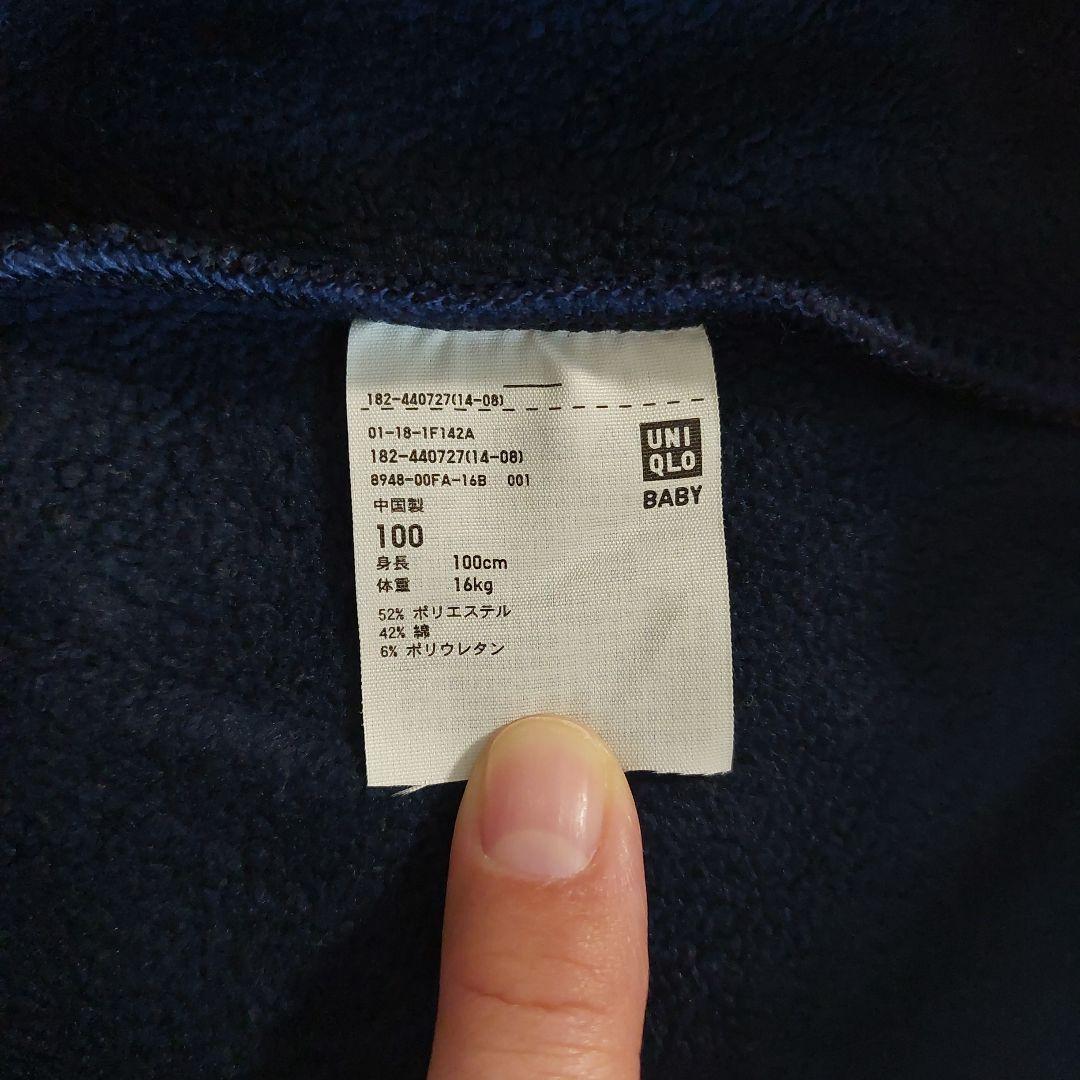 182-440727(14-08)
01-18-1F142A
182-440727(14-08)
8948-00FA-16B 001
中国製
100
身長 100cm
体重 16kg
52% ポリエステル
42% 綿
6% ポリウレタン
UNI
QLO
BABY